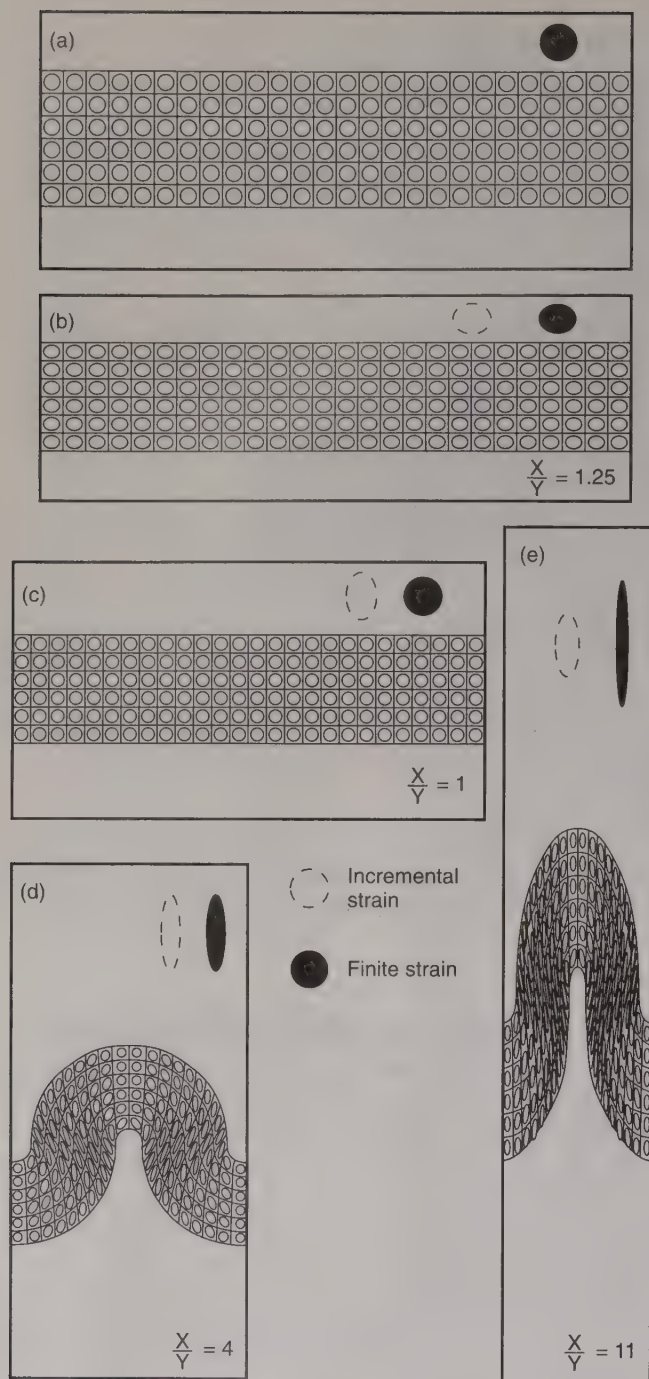 (a)
(b)
X/Y = 1.25
(c)
X/Y = 1
(e)
(d)
Incremental
strain
Finite strain
X/Y = 4
X/Y = 11